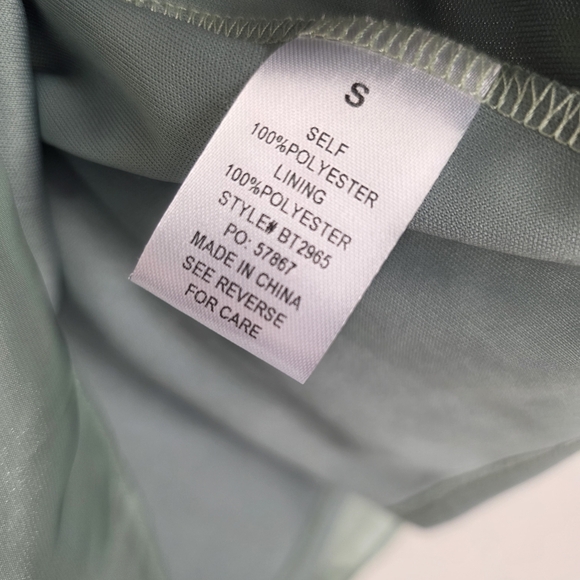 S
SELF
100%POLYESTER
LINING
100%POLYESTER
STYLE# BT2965
PO: 57867
MADE IN CHINA
SEE REVERSE
FOR CARE